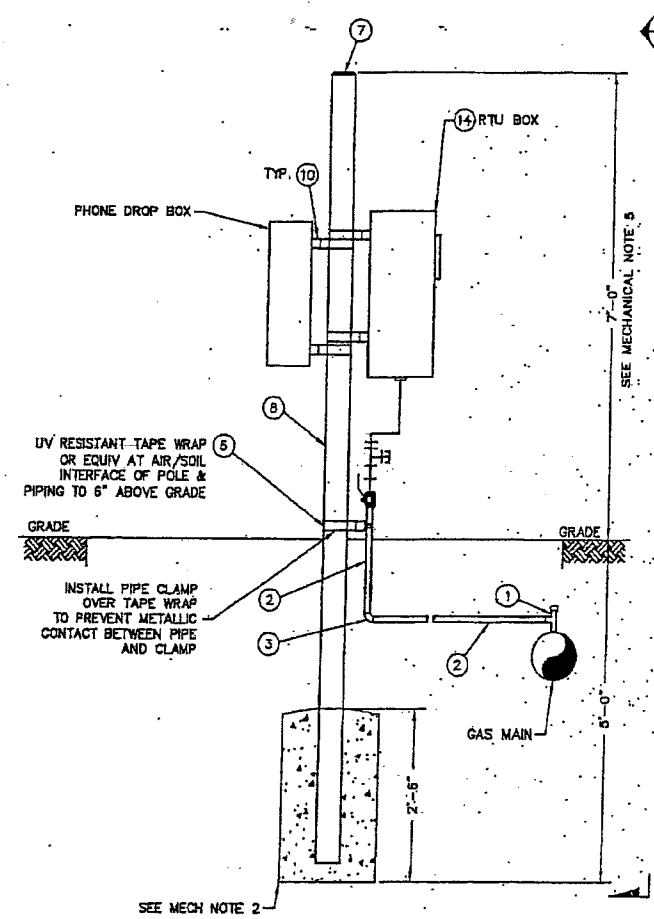 7
14 RTU BOX
TYP. 10
PHONE DROP BOX
7'-0"
SEE MECHANICAL NOTE 5
8
UV RESISTANT TAPE WRAP
OR EQUIV AT AIR/SOIL
INTERFACE OF POLE &
PIPING TO 6" ABOVE GRADE
5
GRADE
GRADE
INSTALL PIPE CLAMP
OVER TAPE WRAP
TO PREVENT METALLIC
CONTACT BETWEEN PIPE
AND CLAMP
2
3
1
2
GAS MAIN
5'-0"
2'-6"
SEE MECH NOTE 2